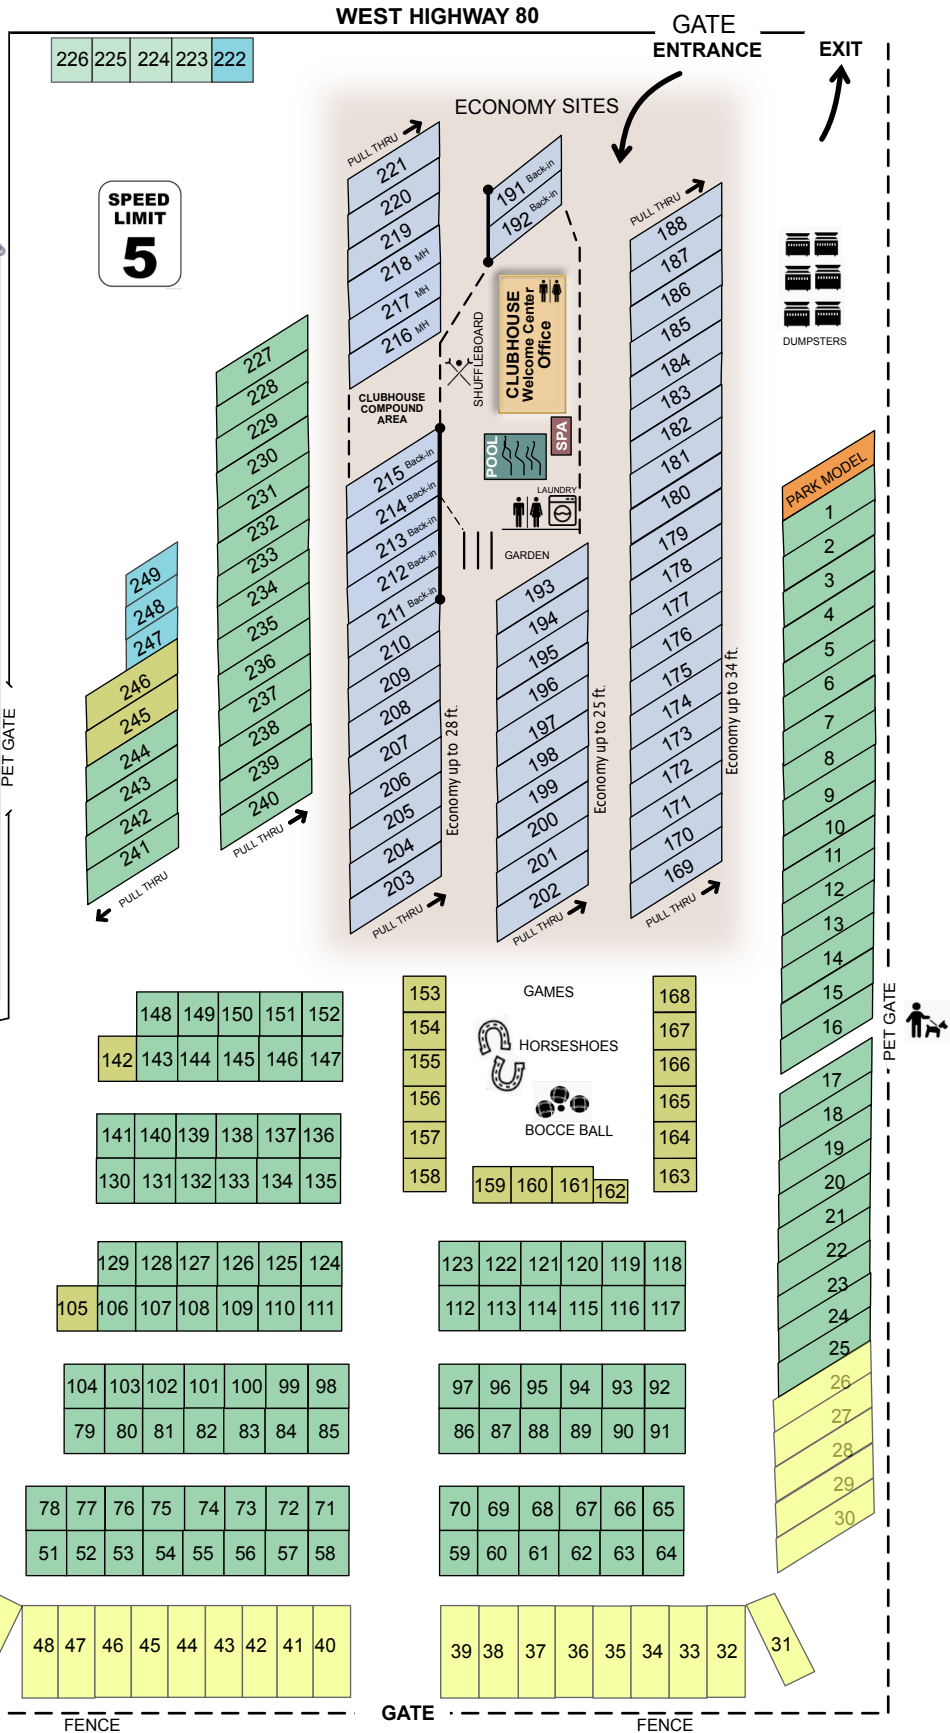 WEST HIGHWAY 80
GATE
ENTRANCE
EXIT
226 225 224 223 222
ECONOMY SITES
SPEED
LIMIT
5
PULL THRU
221
220
219
218 MH
217 MH
216 MH
191 Back-in
192 Back-in
CLUBHOUSE
Welcome Center
Office
SHUFFLEBOARD
CLUBHOUSE
COMPOUND
AREA
POOL
SPA
LAUNDRY
GARDEN
215 Back-in
214 Back-in
213 Back-in
212 Back-in
211 Back-in
210
209
208
207
206
205
204
203
PULL THRU
Economy up to 28 ft.
193
194
195
196
197
198
199
200
201
202
PULL THRU
Economy up to 25 ft.
PULL THRU
188
187
186
185
184
183
182
181
180
179
178
177
176
175
174
173
172
171
170
169
PULL THRU
Economy up to 34 ft.
DUMPSTERS
227
228
229
230
231
232
233
234
235
236
237
238
239
240
PULL THRU
249
248
247
246
245
244
243
242
241
PULL THRU
PET GATE
PARK MODEL
1
2
3
4
5
6
7
8
9
10
11
12
13
14
15
16
PET GATE
17
18
19
20
21
22
23
24
25
26
27
28
29
30
148 149 150 151 152
142 143 144 145 146 147
141 140 139 138 137 136
130 131 132 133 134 135
129 128 127 126 125 124
105 106 107 108 109 110 111
104 103 102 101 100 99 98
79 80 81 82 83 84 85
78 77 76 75 74 73 72 71
51 52 53 54 55 56 57 58
48 47 46 45 44 43 42 41 40
153
154
155
156
157
158
GAMES
HORSESHOES
BOCCE BALL
159 160 161 162
168
167
166
165
164
163
123 122 121 120 119 118
112 113 114 115 116 117
97 96 95 94 93 92
86 87 88 89 90 91
70 69 68 67 66 65
59 60 61 62 63 64
39 38 37 36 35 34 33 32 31
FENCE
GATE
FENCE